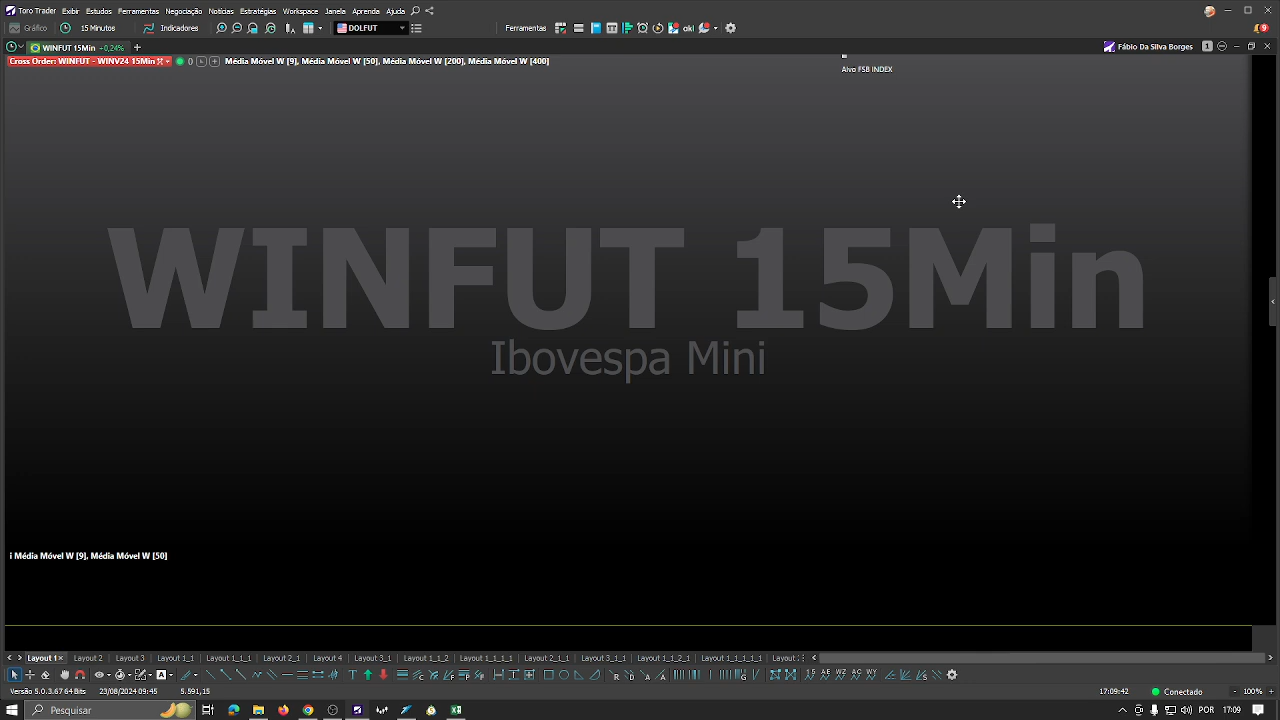 Toro Trader Exibir Estudos Ferramentas Negociação Notícias Estratégias Workspace Janela Aprenda Ajuda
Gráfico 15 Minutos Indicadores DOLFUT Ferramentas aki 9
WINFUT 15Min +0,24% Fábio Da Silva Borges 1
Cross Order: WINFUT - WINV24 15Min 0 Média Móvel W [9], Média Móvel W [50], Média Móvel W [200], Média Móvel W [400]
Alvo FSB INDEX
WINFUT 15Min
Ibovespa Mini
i Média Móvel W [9], Média Móvel W [50]
Layout 1 Layout 2 Layout 3 Layout 1_1 Layout 1_1_1 Layout 2_1 Layout 4 Layout 3_1 Layout 1_1_2 Layout 1_1_1_1 Layout 2_1_1 Layout 3_1_1 Layout 1_1_2_1 Layout 1_1_1_1_1 Layout
Versão 5.0.3.67 64 Bits 23/08/2024 09:45 5.591,15 17:09:42 Conectado - 100% +
Pesquisar POR 17:09